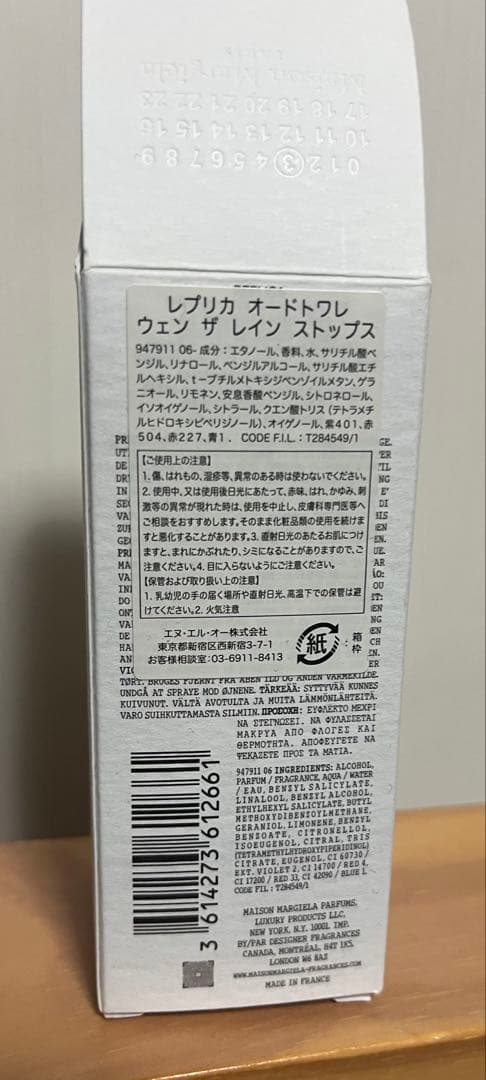 Maison Margiela
PARIS
0 1 2 ③ 4 5 6 7 8 9
10 11 12 13 14 15 16
17 18 19 20 21 22 23
レプリカ オードトワレ
ウェン ザ レイン ストップス
947911 06- 成分：エタノール、香料、水、サリチル酸ベ
ンジル、リナロール、ベンジルアルコール、サリチル酸エチ
ルヘキシル、t-ブチルメトキシジベンゾイルメタン、ゲラ
ニオール、リモネン、安息香酸ベンジル、シトロネロール、
イソオイゲノール、シトラール、クエン酸トリス（テトラメチ
ルヒドロキシピペリジノール）、オイゲノール、紫401、赤
504、赤227、青1. CODE F.I.L. : T284549/1
【ご使用上の注意】
1. 傷、はれもの、湿疹等、異常のある時は使わないでください。
2. 使用中、又は使用後日光にあたって、赤味、はれ、かゆみ、刺
激等の異常が現れた時は、使用を中止し、皮膚科専門医等へ
ご相談をおすすめします。そのまま化粧品類の使用を続けま
すと悪化することがあります。3. 直射日光のあたるお肌につけ
ますと、まれにかぶれたり、シミになることがありますので、ご
注意ください。4. 目に入らないようにご注意ください。
【保管および取り扱い上の注意】
1. 乳幼児の手の届く場所や直射日光、高温下での保管は避
けてください。2. 火気注意
エヌ・エル・オー株式会社
東京都新宿区西新宿3-7-1
お客様相談室：03-6911-8413
紙
：箱
枠
TØRT. BRUGES FJERNT FRA ÅBEN ILD OG ANDEN VARMEKILDE.
UNDGÅ AT SPRAYE MOD ØJNENE. TÄRKEÄÄ: SYTTYVÄÄ KUNNES
KUIVUNUT. VÄLTÄ AVOTULTA JA MUITA LÄMMÖNLÄHTEITÄ.
VARO SUIHKUTTAMASTA SILMIIN. ΠΡΟΣΟΧΗ: ΕΥΦΛΕΚΤΟ ΜΕΧΡΙ
ΝΑ ΣΤΕΓΝΩΣΕΙ. ΝΑ ΦΥΛΑΣΣΕΤΑΙ
ΜΑΚΡΥΑ ΑΠΟ ΦΛΟΓΕΣ ΚΑΙ
ΘΕΡΜΟΤΗΤΑ. ΑΠΟΦΕΥΓΕΤΕ ΝΑ
ΨΕΚΑΖΕΤΕ ΠΡΟΣ ΤΑ ΜΑΤΙΑ.
947911 06 INGREDIENTS: ALCOHOL,
PARFUM / FRAGRANCE, AQUA / WATER
/ EAU, BENZYL SALICYLATE,
LINALOOL, BENZYL ALCOHOL,
ETHYLHEXYL SALICYLATE, BUTYL
METHOXYDIBENZOYLMETHANE,
GERANIOL, LIMONENE, BENZYL
BENZOATE, CITRONELLOL,
ISOEUGENOL, CITRAL, TRIS
(TETRAMETHYLHYDROXYPIPERIDINOL)
CITRATE, EUGENOL, CI 60730 /
EXT. VIOLET 2, CI 14700 / RED 4,
CI 17200 / RED 33, CI 42090 / BLUE 1.
CODE FIL : T284549/1
3 614273 612661
MAISON MARGIELA PARFUMS.
LUXURY PRODUCTS LLC.
NEW YORK, N.Y. 10001. IMP.
BY/PAR DESIGNER FRAGRANCES
CANADA, MONTRÉAL, H4T 1K5.
LONDON W6 8AZ
WWW.MAISONMARGIELA-FRAGRANCES.COM
MADE IN FRANCE